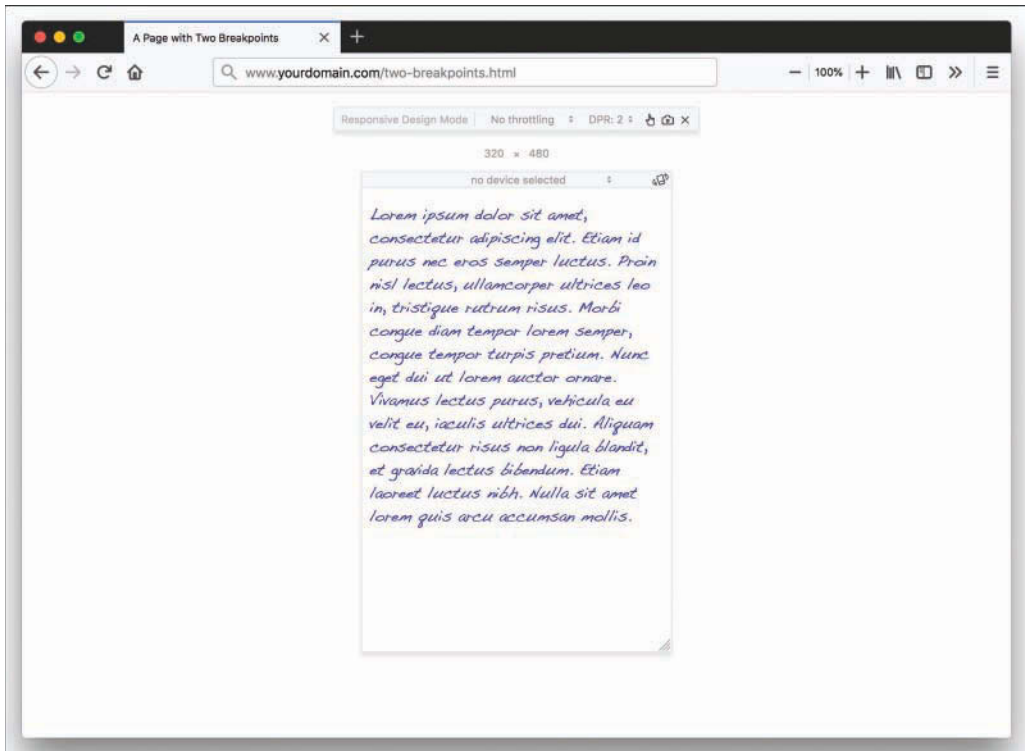 A Page with Two Breakpoints
www.yourdomain.com/two-breakpoints.html
100%
Responsive Design Mode No throttling DPR: 2
320 × 480
no device selected
Lorem ipsum dolor sit amet,
consectetur adipiscing elit. Etiam id
purus nec eros semper luctus. Proin
nisl lectus, ullamcorper ultrices leo
in, tristique rutrum risus. Morbi
congue diam tempor lorem semper,
congue tempor turpis pretium. Nunc
eget dui ut lorem auctor ornare.
Vivamus lectus purus, vehicula eu
velit eu, iaculis ultrices dui. Aliquam
consectetur risus non ligula blandit,
et gravida lectus bibendum. Etiam
laoreet luctus nibh. Nulla sit amet
lorem quis arcu accumsan mollis.